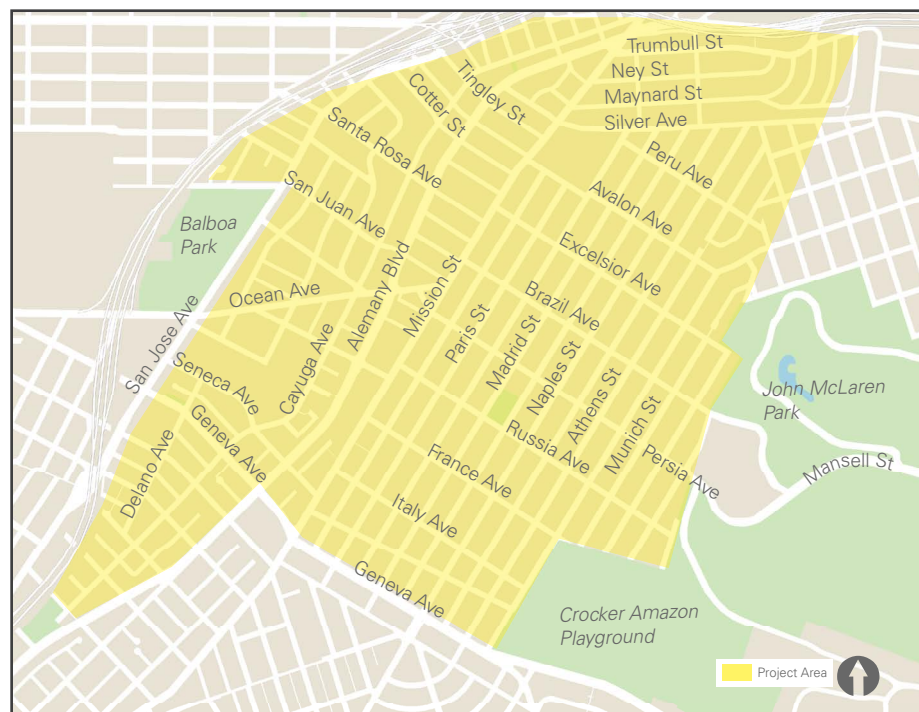 Trumbull St
Ney St
Maynard St
Silver Ave
Tingley St
Cotter St
Santa Rosa Ave
Peru Ave
San Juan Ave
Avalon Ave
Balboa
Park
Excelsior Ave
Alemany Blvd
Mission St
Ocean Ave
Brazil Ave
San Jose Ave
Paris St
Madrid St
Naples St
Cayuga Ave
Athens St
Seneca Ave
Munich St
John McLaren
Park
Geneva Ave
Russia Ave
Persia Ave
Mansell St
Delano Ave
France Ave
Italy Ave
Geneva Ave
Crocker Amazon
Playground
Project Area